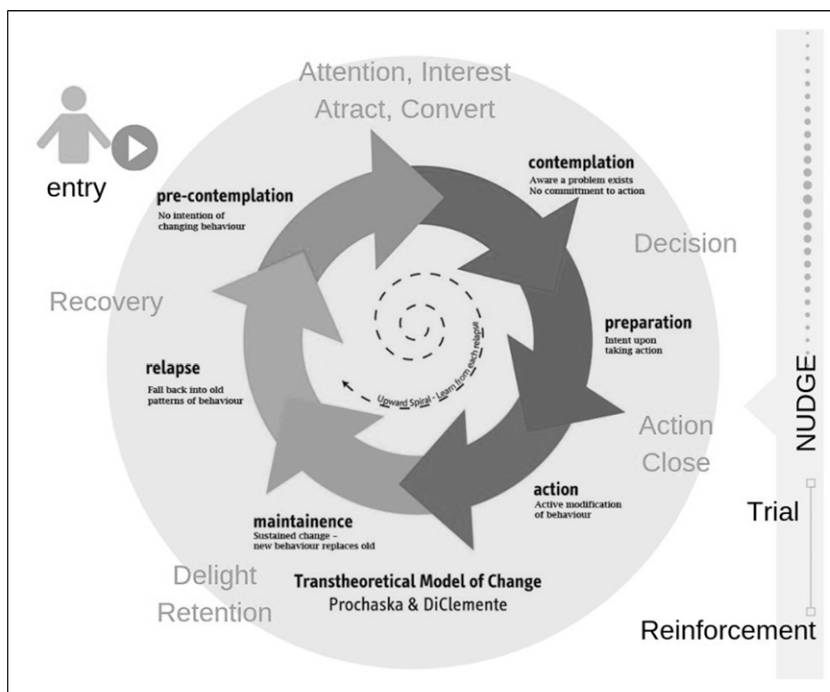 Attention, Interest
Atract, Convert
entry
pre-contemplation
No intention of
changing behaviour
contemplation
Aware a problem exists
No committment to action
Decision
Recovery
preparation
Intent upon
taking action
relapse
Fall back into old
patterns of behaviour
Upward Spiral - Learn from each relapse
NUDGE
Action
Close
action
Active modification
of behaviour
Trial
maintainence
Sustained change –
new behaviour replaces old
Delight
Retention
Transtheoretical Model of Change
Prochaska & DiClemente
Reinforcement